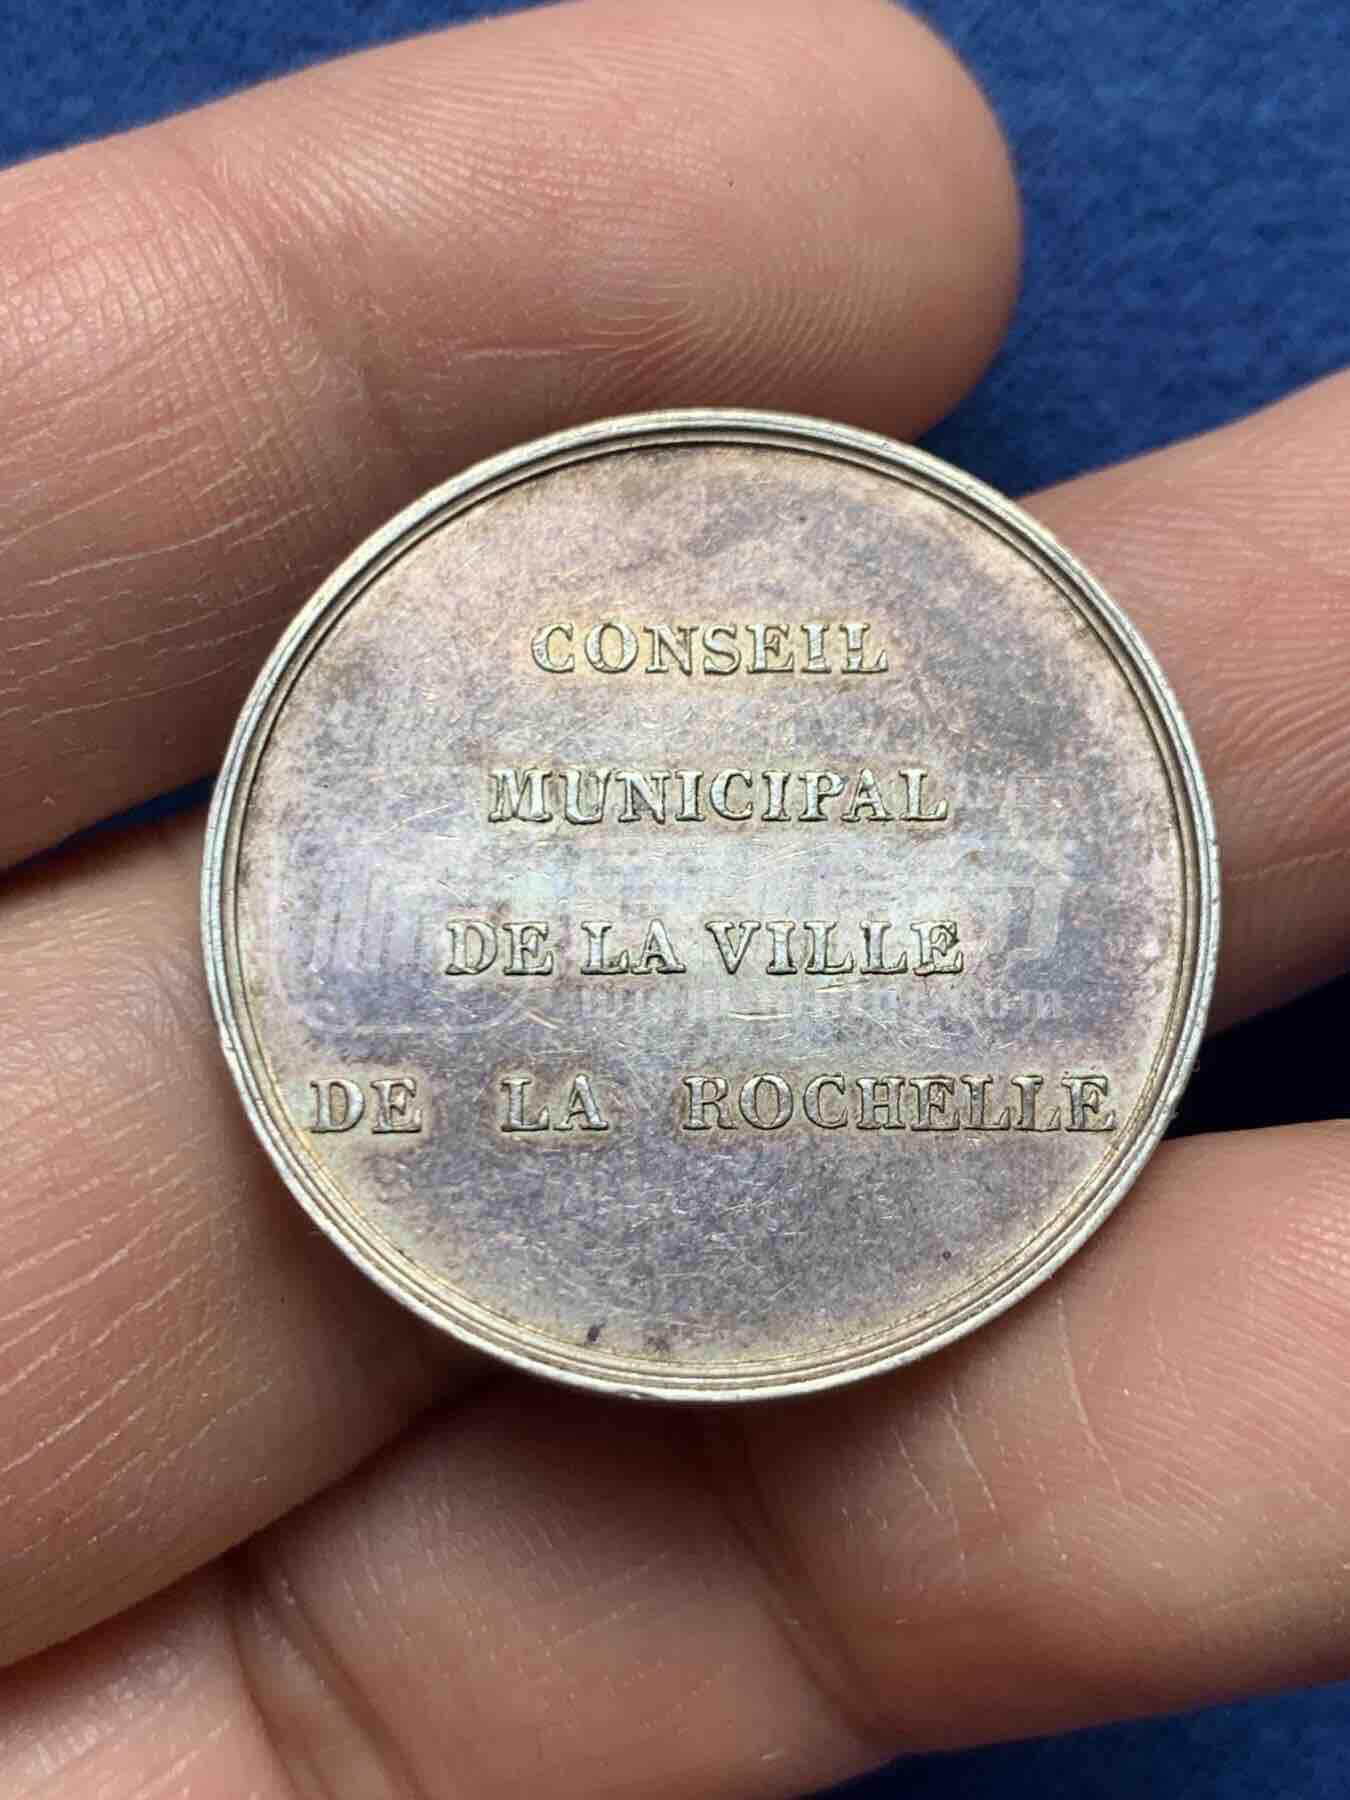 CONSEIL
MUNICIPAL
DE LA VILLE
DE LA ROCHELLE